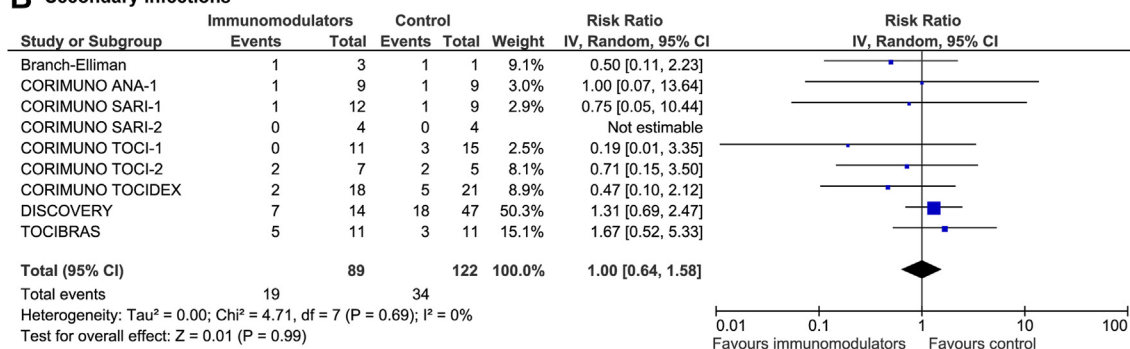 B Secondary infections
Immunomodulators Control Risk Ratio Risk Ratio
Study or Subgroup Events Total Events Total Weight IV, Random, 95% CI IV, Random, 95% CI
Branch-Elliman 1 3 1 1 9.1% 0.50 [0.11, 2.23]
CORIMUNO ANA-1 1 9 1 9 3.0% 1.00 [0.07, 13.64]
CORIMUNO SARI-1 1 12 1 9 2.9% 0.75 [0.05, 10.44]
CORIMUNO SARI-2 0 4 0 4 Not estimable
CORIMUNO TOCI-1 0 11 3 15 2.5% 0.19 [0.01, 3.35]
CORIMUNO TOCI-2 2 7 2 5 8.1% 0.71 [0.15, 3.50]
CORIMUNO TOCIDEX 2 18 5 21 8.9% 0.47 [0.10, 2.12]
DISCOVERY 7 14 18 47 50.3% 1.31 [0.69, 2.47]
TOCIBRAS 5 11 3 11 15.1% 1.67 [0.52, 5.33]
Total (95% CI) 89 122 100.0% 1.00 [0.64, 1.58]
Total events 19 34
Heterogeneity: Tau² = 0.00; Chi² = 4.71, df = 7 (P = 0.69); I² = 0%
Test for overall effect: Z = 0.01 (P = 0.99)
0.01 0.1 1 10 100
Favours immunomodulators Favours control